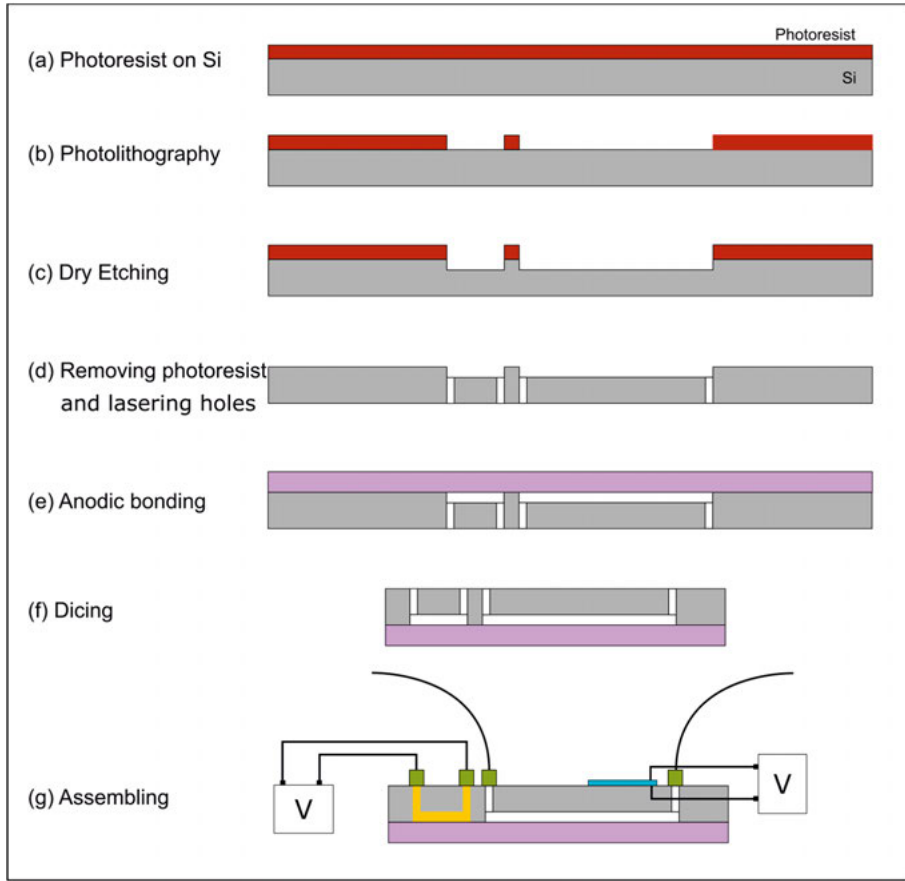 Photoresist
(a) Photoresist on Si
Si
(b) Photolithography
(c) Dry Etching
(d) Removing photoresist
and lasering holes
(e) Anodic bonding
(f) Dicing
(g) Assembling
V
V